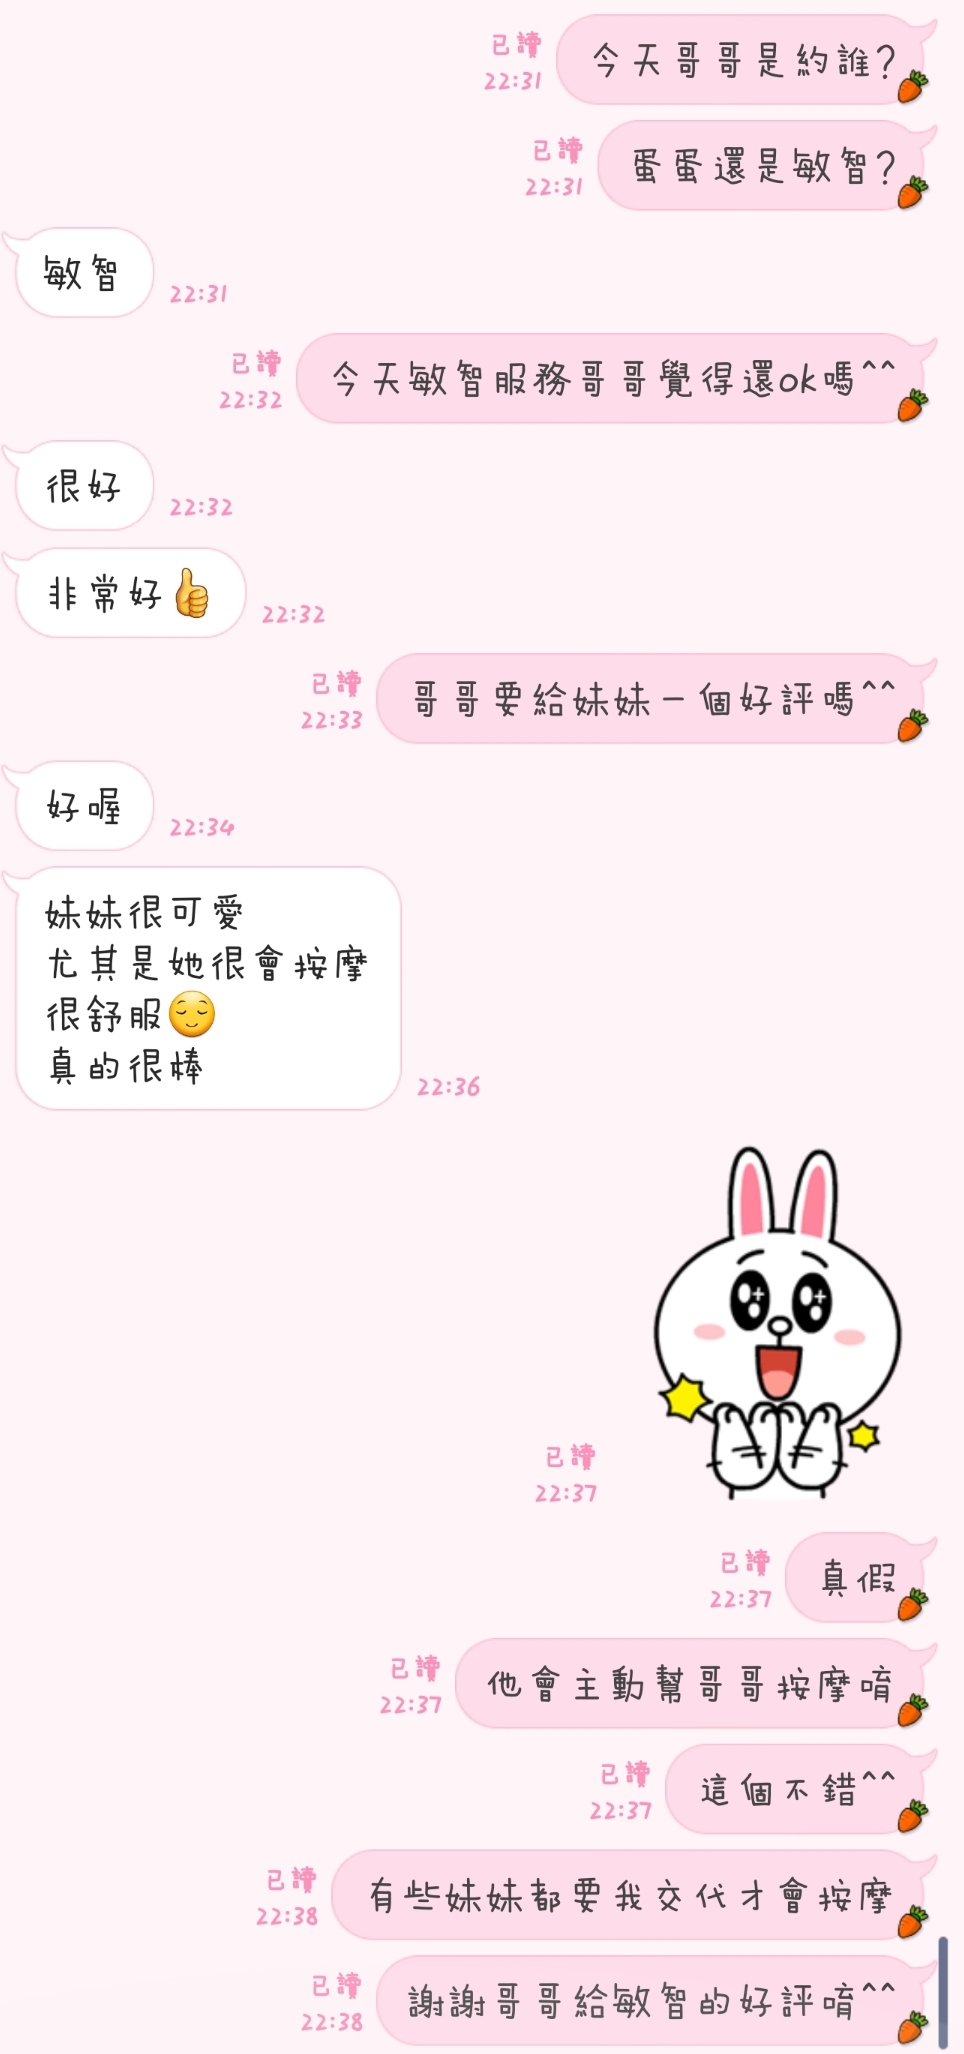 今天哥哥是約誰?
已讀
22:31
蛋蛋還是敏智?
已讀
22:31
敏智
22:31
今天敏智服務哥哥覺得還ok嗎^^
已讀
22:32
很好
22:32
非常好👍
22:32
哥哥要給妹妹一個好評嗎^^
已讀
22:33
好喔
22:34
妹妹很可愛
尤其是她很會按摩
很舒服😌
真的很棒
22:36
已讀
22:37
真假
已讀
22:37
他會主動幫哥哥按摩唷
已讀
22:37
這個不錯^^
已讀
22:37
有些妹妹都要我交代才會按摩
已讀
22:38
謝謝哥哥給敏智的好評唷^^
已讀
22:38